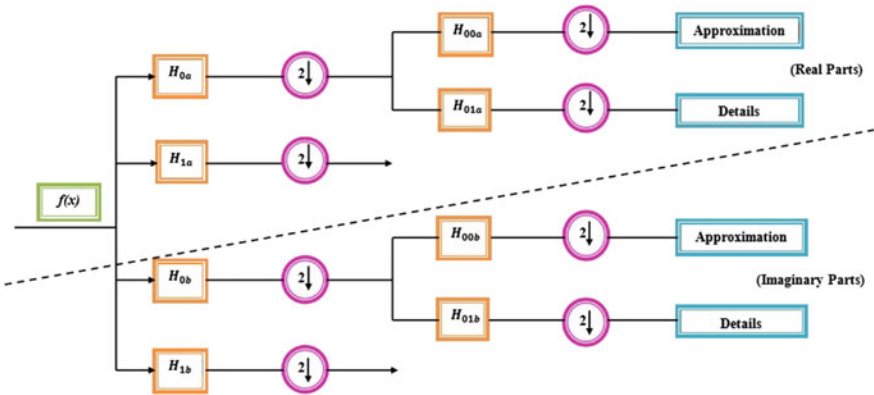 H00a 2↓ Approximation
H0a 2↓ (Real Parts)
H01a 2↓ Details
H1a 2↓
f(x)
H00b 2↓ Approximation
H0b 2↓ (Imaginary Parts)
H01b 2↓ Details
H1b 2↓